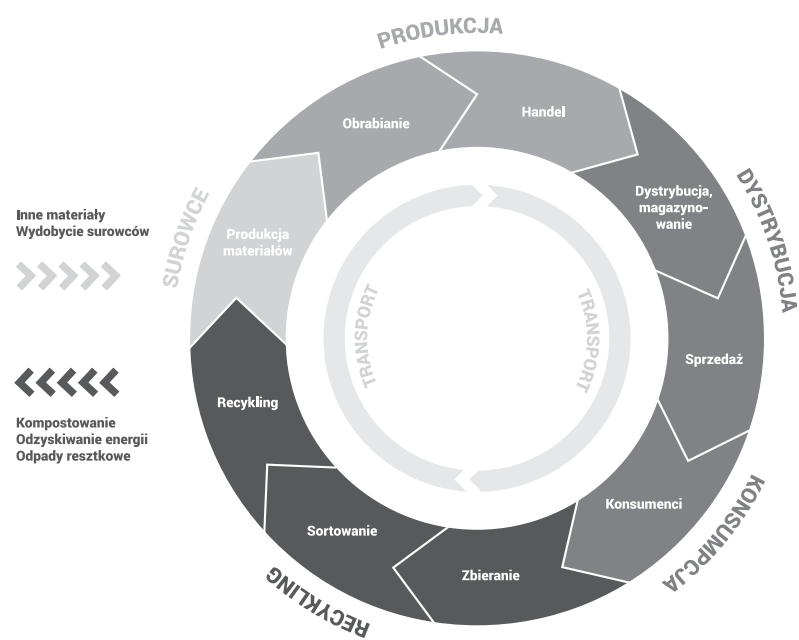 PRODUKCJA
Obrabianie
Handel
DYSTRYBUCJA
Dystrybucja,
magazyno-
wanie
SUROWCE
Inne materiały
Wydobycie surowców
Produkcja
materiałów
TRANSPORT
TRANSPORT
Sprzedaż
Recykling
Kompostowanie
Odzyskiwanie energii
Odpady resztkowe
Konsumenci
KONSUMPCJA
Sortowanie
Zbieranie
RECYKLING